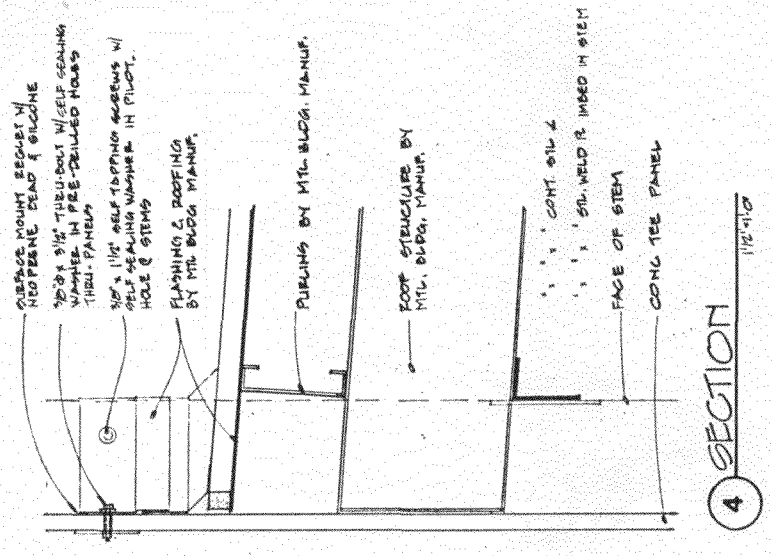 SURFACE MOUNT REGLET W/
NEOPRENE BEAD & SILICONE
3/8"Φ x 3 1/2" THRU-BOLT W/ SELF SEALING
WASHER IN PRE-DRILLED HOLES
THRU-PANELS
3/8" x 1 1/2" SELF TAPPING SCREWS W/
SELF SEALING WASHER IN PILOT.
HOLE @ STEMS
FLASHING & ROOFING
BY MTL BLDG MANUF.
PURLINS BY MTL BLDG. MANUF.
ROOF STRUCTURE BY
MTL. BLDG. MANUF.
CONT. STL L
STL. WELD PL IMBED IN STEM
FACE OF STEM
CONC TEE PANEL
4 SECTION
1 1/2"=1'-0"